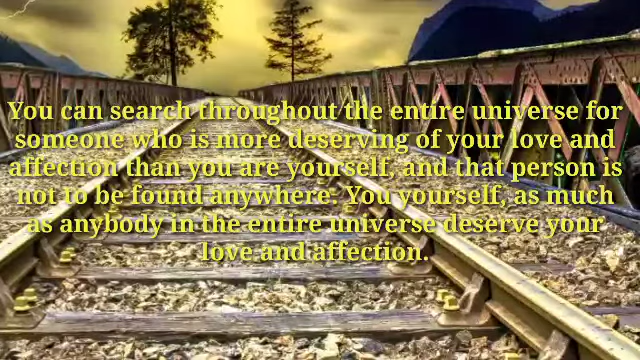 You can search throughout the entire universe for
someone who is more deserving of your love and
affection than you are yourself, and that person is
not to be found anywhere. You yourself, as much
as anybody in the entire universe deserve your
love and affection.